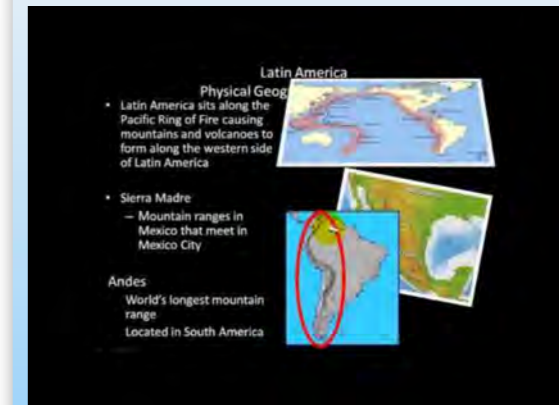 Latin America
Physical Geog
• Latin America sits along the
Pacific Ring of Fire causing
mountains and volcanoes to
form along the western side
of Latin America
• Sierra Madre
– Mountain ranges in
Mexico that meet in
Mexico City
Andes
World's longest mountain
range
Located in South America